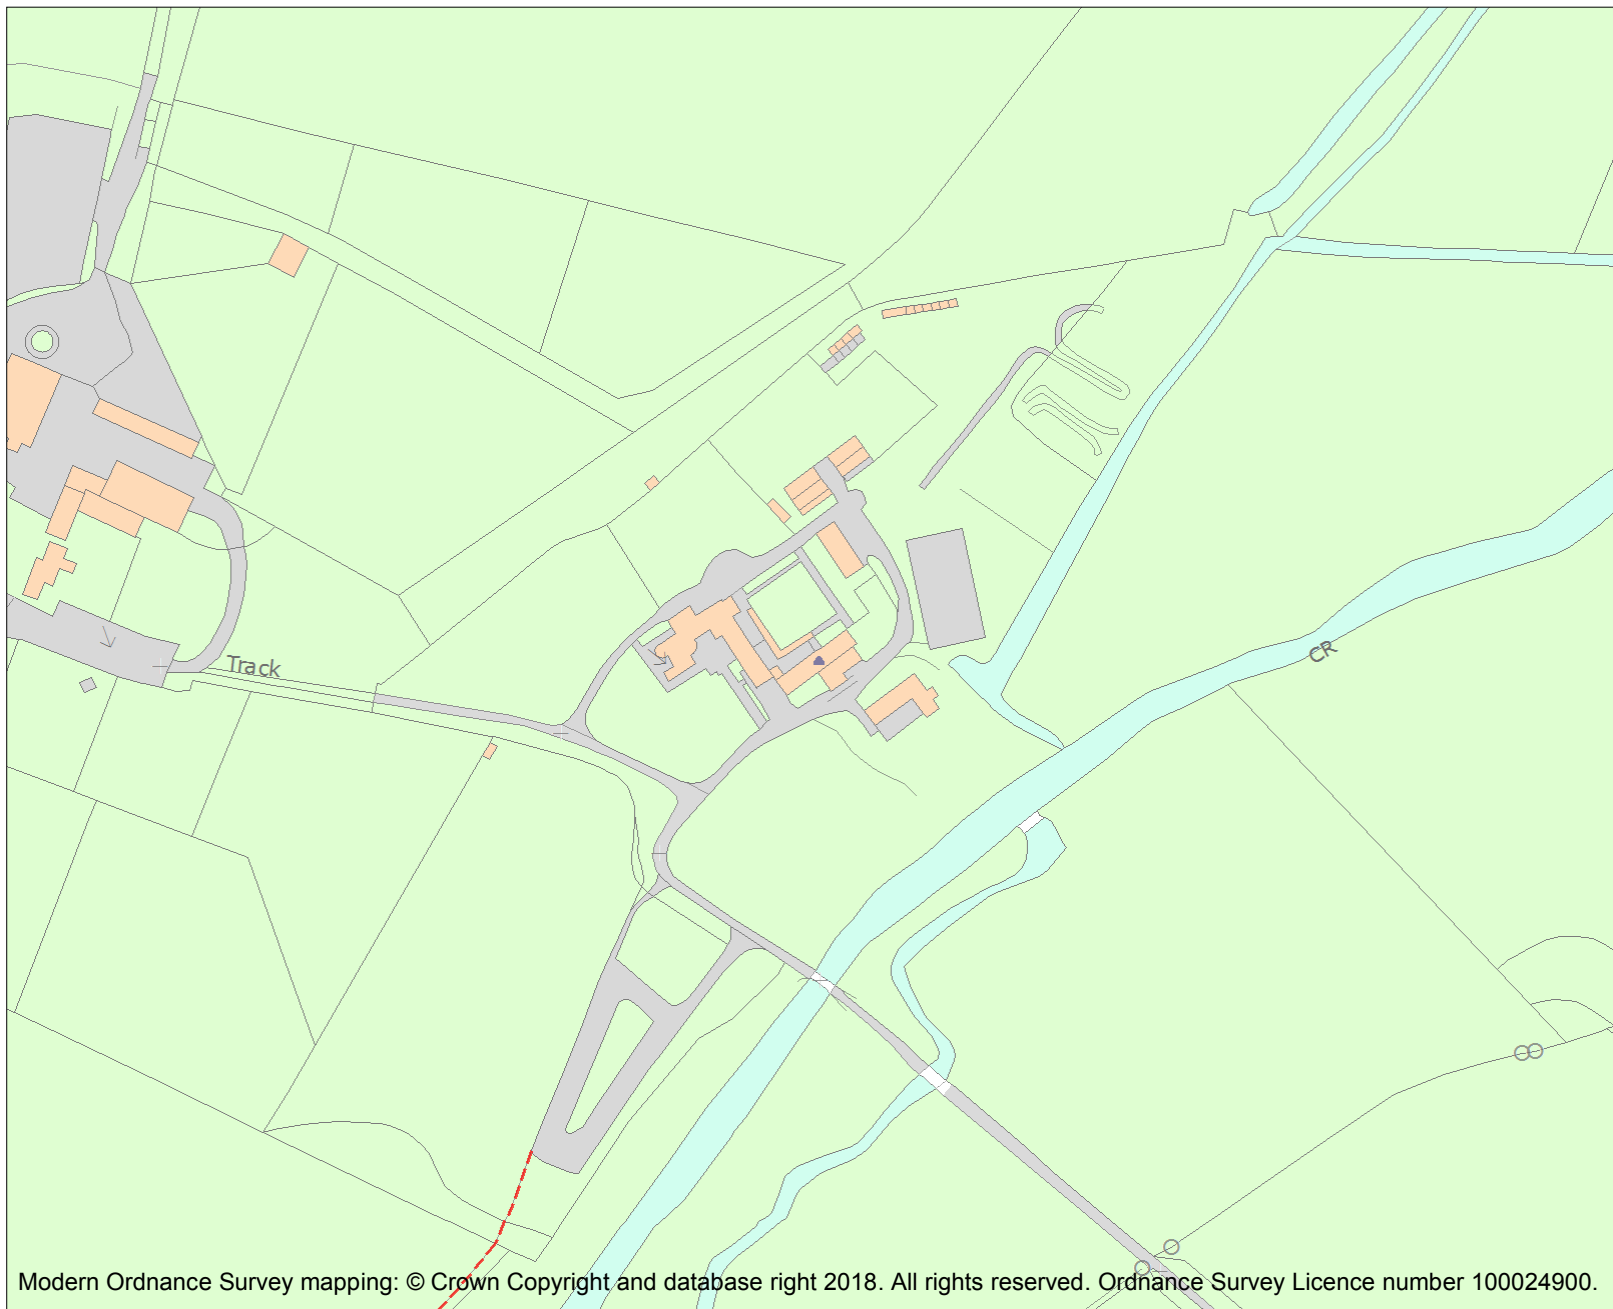 CR
Track
Modern Ordnance Survey mapping: © Crown Copyright and database right 2018. All rights reserved. Ordnance Survey Licence number 100024900.